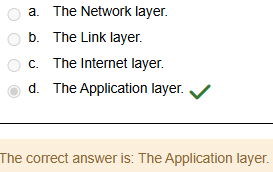 a. The Network layer.
b. The Link layer.
c. The Internet layer.
d. The Application layer.
The correct answer is: The Application layer.